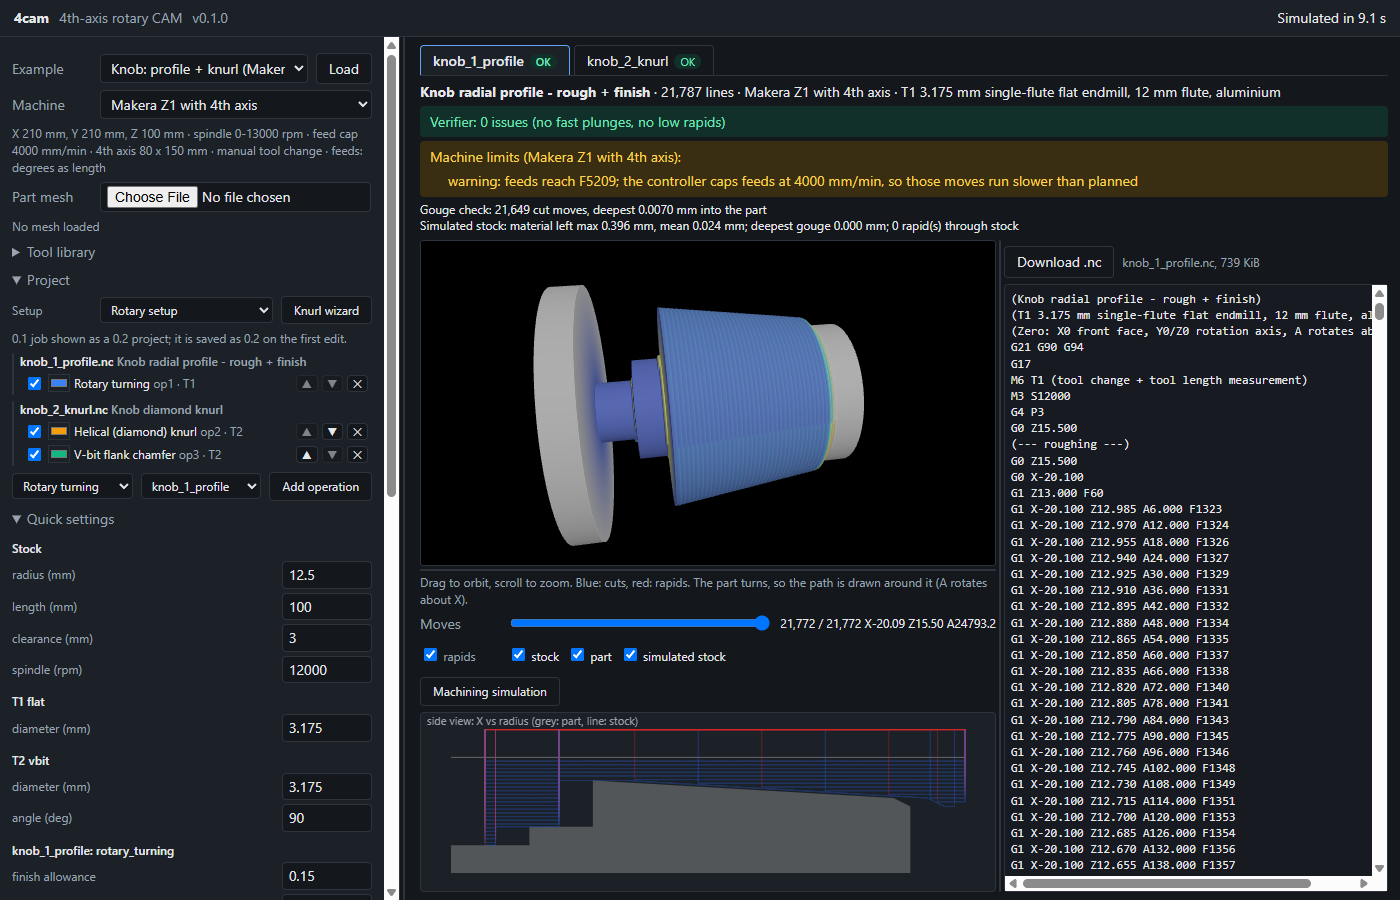 4cam 4th-axis rotary CAM v0.1.0
Simulated in 9.1 s
Example Knob: profile + knurl (Maker Load
Machine Makera Z1 with 4th axis
X 210 mm, Y 210 mm, Z 100 mm · spindle 0-13000 rpm · feed cap
4000 mm/min · 4th axis 80 x 150 mm · manual tool change · feeds:
degrees as length
Part mesh Choose File No file chosen
No mesh loaded
Tool library
Project
Setup Rotary setup Knurl wizard
0.1 job shown as a 0.2 project; it is saved as 0.2 on the first edit.
knob_1_profile.nc Knob radial profile - rough + finish
Rotary turning op1 · T1
knob_2_knurl.nc Knob diamond knurl
Helical (diamond) knurl op2 · T2
V-bit flank chamfer op3 · T2
Rotary turning knob_1_profile Add operation
Quick settings
Stock
radius (mm) 12.5
length (mm) 100
clearance (mm) 3
spindle (rpm) 12000
T1 flat
diameter (mm) 3.175
T2 vbit
diameter (mm) 3.175
angle (deg) 90
knob_1_profile: rotary_turning
finish allowance 0.15
knob_1_profile OK knob_2_knurl OK
Knob radial profile - rough + finish · 21,787 lines · Makera Z1 with 4th axis · T1 3.175 mm single-flute flat endmill, 12 mm flute, aluminium
Verifier: 0 issues (no fast plunges, no low rapids)
Machine limits (Makera Z1 with 4th axis):
warning: feeds reach F5209; the controller caps feeds at 4000 mm/min, so those moves run slower than planned
Gouge check: 21,649 cut moves, deepest 0.0070 mm into the part
Simulated stock: material left max 0.396 mm, mean 0.024 mm; deepest gouge 0.000 mm; 0 rapid(s) through stock
Drag to orbit, scroll to zoom. Blue: cuts, red: rapids. The part turns, so the path is drawn around it (A rotates
about X).
Moves 21,772 / 21,772 X-20.09 Z15.50 A24793.2
rapids stock part simulated stock
Machining simulation
side view: X vs radius (grey: part, line: stock)
Download .nc knob_1_profile.nc, 739 KiB
(Knob radial profile - rough + finish)
(T1 3.175 mm single-flute flat endmill, 12 mm flute, al
(Zero: X0 front face, Y0/Z0 rotation axis, A rotates ab
G21 G90 G94
G17
M6 T1 (tool change + tool length measurement)
M3 S12000
G4 P3
G0 Z15.500
(--- roughing ---)
G0 Z15.500
G0 X-20.100
G1 Z13.000 F60
G1 X-20.100 Z12.985 A6.000 F1323
G1 X-20.100 Z12.970 A12.000 F1324
G1 X-20.100 Z12.955 A18.000 F1326
G1 X-20.100 Z12.940 A24.000 F1327
G1 X-20.100 Z12.925 A30.000 F1329
G1 X-20.100 Z12.910 A36.000 F1331
G1 X-20.100 Z12.895 A42.000 F1332
G1 X-20.100 Z12.880 A48.000 F1334
G1 X-20.100 Z12.865 A54.000 F1335
G1 X-20.100 Z12.850 A60.000 F1337
G1 X-20.100 Z12.835 A66.000 F1338
G1 X-20.100 Z12.820 A72.000 F1340
G1 X-20.100 Z12.805 A78.000 F1341
G1 X-20.100 Z12.790 A84.000 F1343
G1 X-20.100 Z12.775 A90.000 F1345
G1 X-20.100 Z12.760 A96.000 F1346
G1 X-20.100 Z12.745 A102.000 F1348
G1 X-20.100 Z12.730 A108.000 F1349
G1 X-20.100 Z12.715 A114.000 F1351
G1 X-20.100 Z12.700 A120.000 F1353
G1 X-20.100 Z12.685 A126.000 F1354
G1 X-20.100 Z12.670 A132.000 F1356
G1 X-20.100 Z12.655 A138.000 F1357